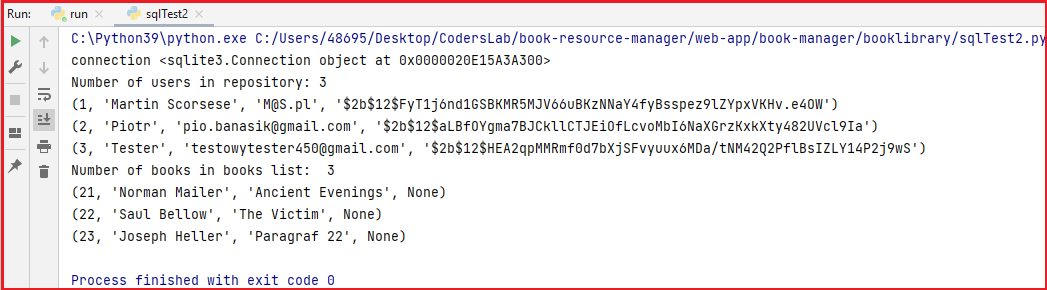 Run: run sqlTest2
C:\Python39\python.exe C:/Users/48695/Desktop/CodersLab/book-resource-manager/web-app/book-manager/booklibrary/sqlTest2.py
connection <sqlite3.Connection object at 0x0000020E15A3A300>
Number of users in repository: 3
(1, 'Martin Scorsese', 'M@S.pl', '$2b$12$FyT1j6nd1GSBKMR5MJV66uBKzNNaY4fyBsspez9lZYpxVKHv.e4OW')
(2, 'Piotr', 'pio.banasik@gmail.com', '$2b$12$aLBfOYgma7BJCkllCTJEiOfLcvoMbI6NaXGrzKxkXty482UVcl9Ia')
(3, 'Tester', 'testowytester450@gmail.com', '$2b$12$HEA2qpMMRmf0d7bXjSFvyuux6MDa/tNM42Q2PflBsIZLY14P2j9wS')
Number of books in books list:  3
(21, 'Norman Mailer', 'Ancient Evenings', None)
(22, 'Saul Bellow', 'The Victim', None)
(23, 'Joseph Heller', 'Paragraf 22', None)
Process finished with exit code 0